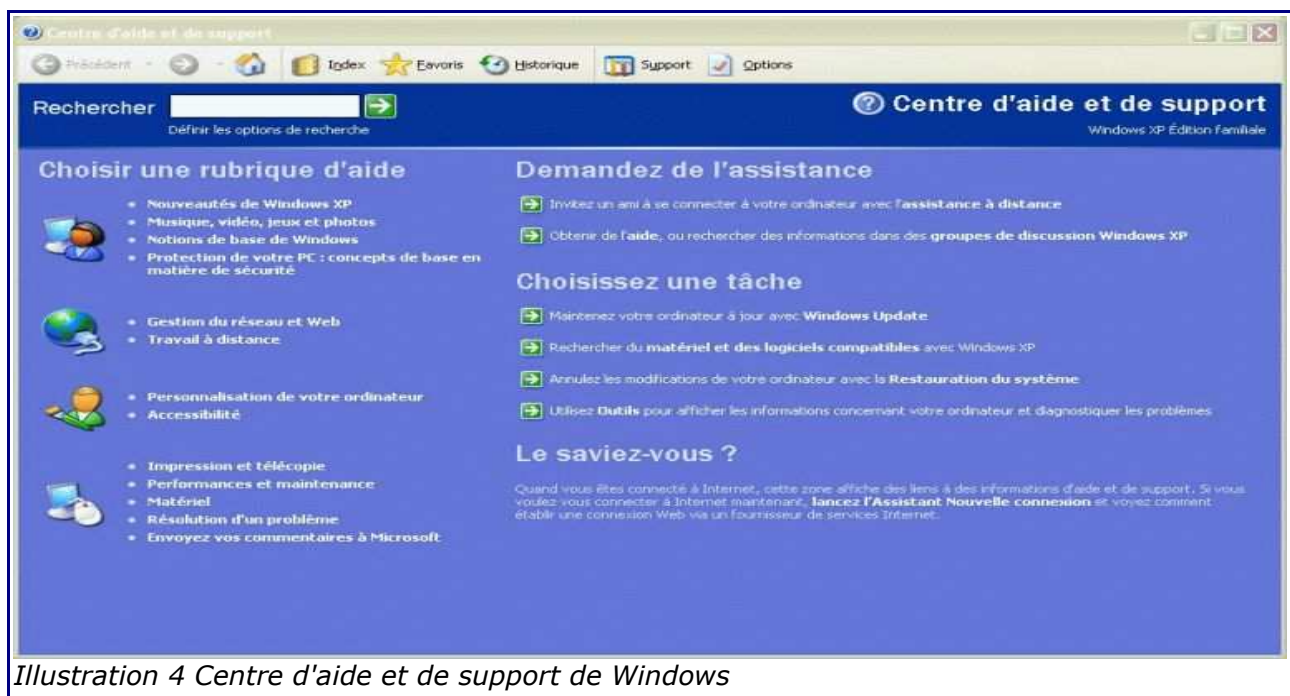 Centre d'aide et de support
Précédent Index Favoris Historique Support Options
Rechercher
Définir les options de recherche
Centre d'aide et de support
Windows XP Édition familiale
Choisir une rubrique d'aide
Nouveautés de Windows XP
Musique, vidéo, jeux et photos
Notions de base de Windows
Protection de votre PC : concepts de base en
matière de sécurité
Gestion du réseau et Web
Travail à distance
Personnalisation de votre ordinateur
Accessibilité
Impression et télécopie
Performances et maintenance
Matériel
Résolution d'un problème
Envoyez vos commentaires à Microsoft
Demandez de l'assistance
Invitez un ami à se connecter à votre ordinateur avec l'assistance à distance
Obtenir de l'aide, ou rechercher des informations dans des groupes de discussion Windows XP
Choisissez une tâche
Maintenez votre ordinateur à jour avec Windows Update
Rechercher du matériel et des logiciels compatibles avec Windows XP
Annulez les modifications de votre ordinateur avec la Restauration du système
Utilisez Outils pour afficher les informations concernant votre ordinateur et diagnostiquer les problèmes
Le saviez-vous ?
Quand vous êtes connecté à Internet, cette zone affiche des liens à des informations d'aide et de support. Si vous
voulez vous connecter à Internet maintenant, lancez l'Assistant Nouvelle connexion et voyez comment
établir une connexion Web via un fournisseur de services Internet.
Illustration 4 Centre d'aide et de support de Windows